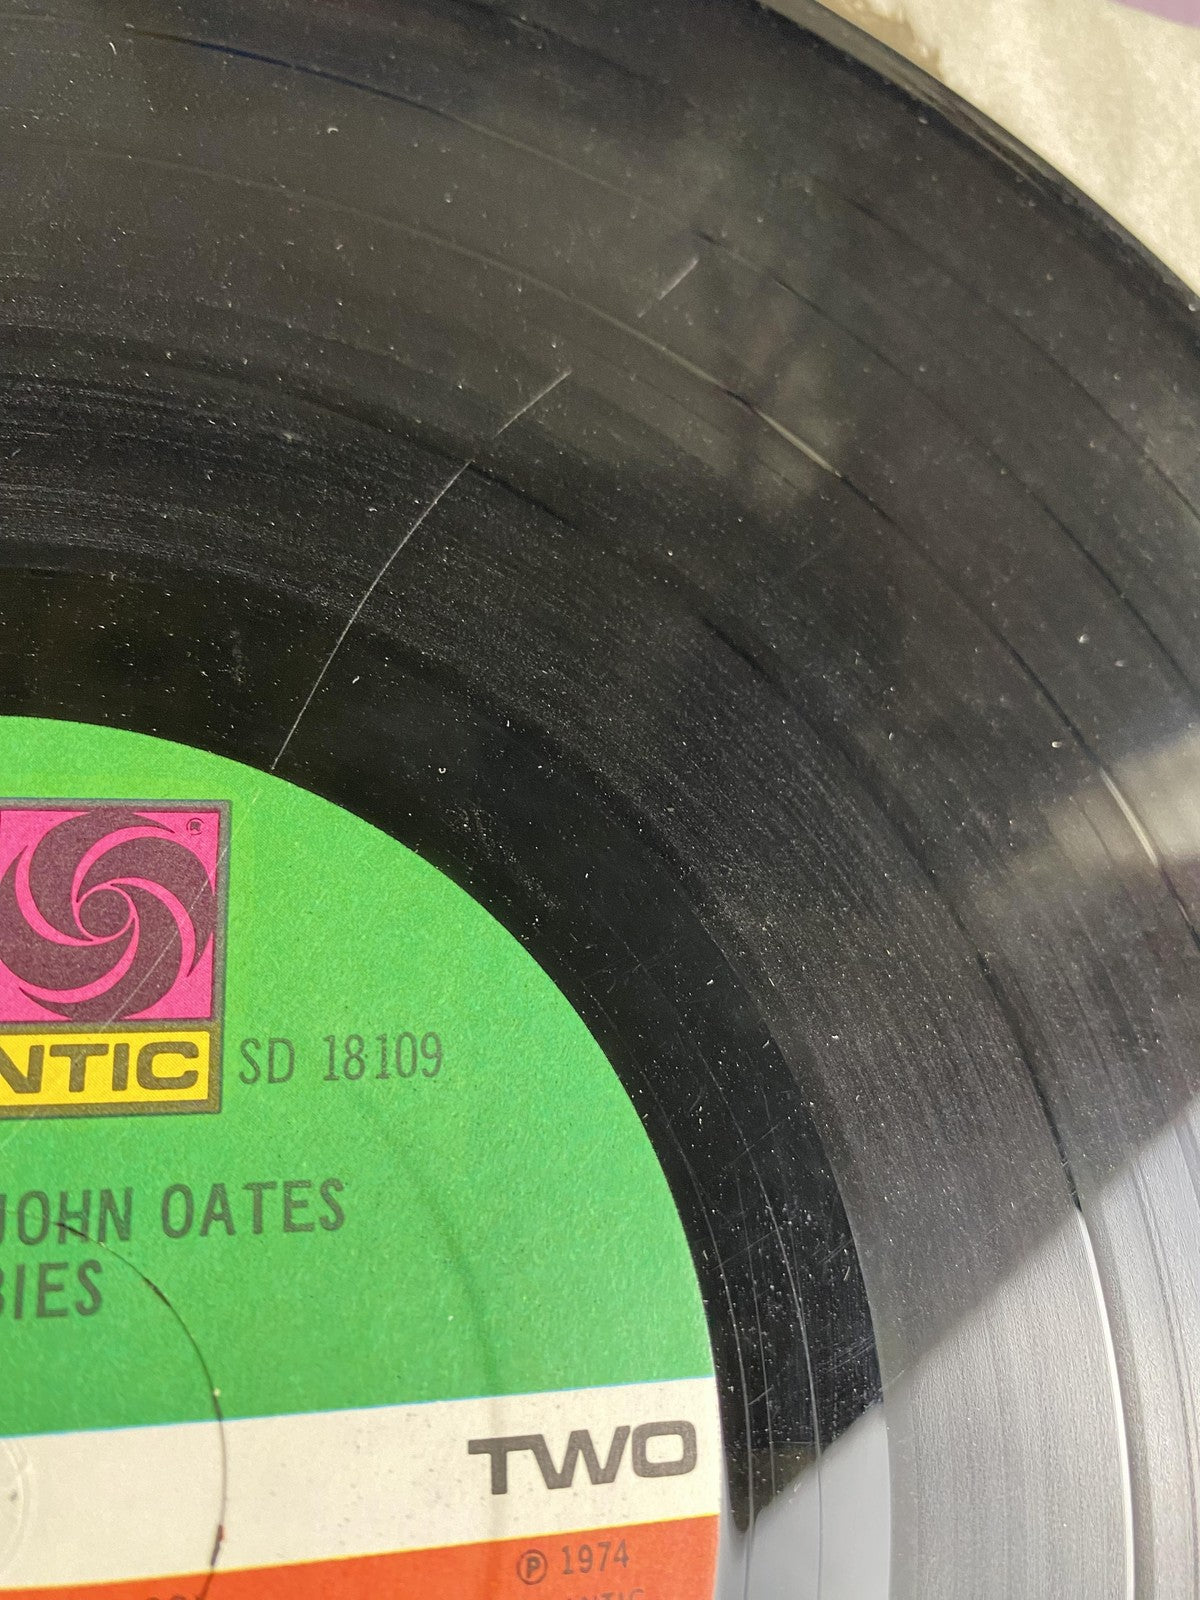 ®
NTIC SD 18109
JOHN OATES
BIES
TWO
℗ 1974